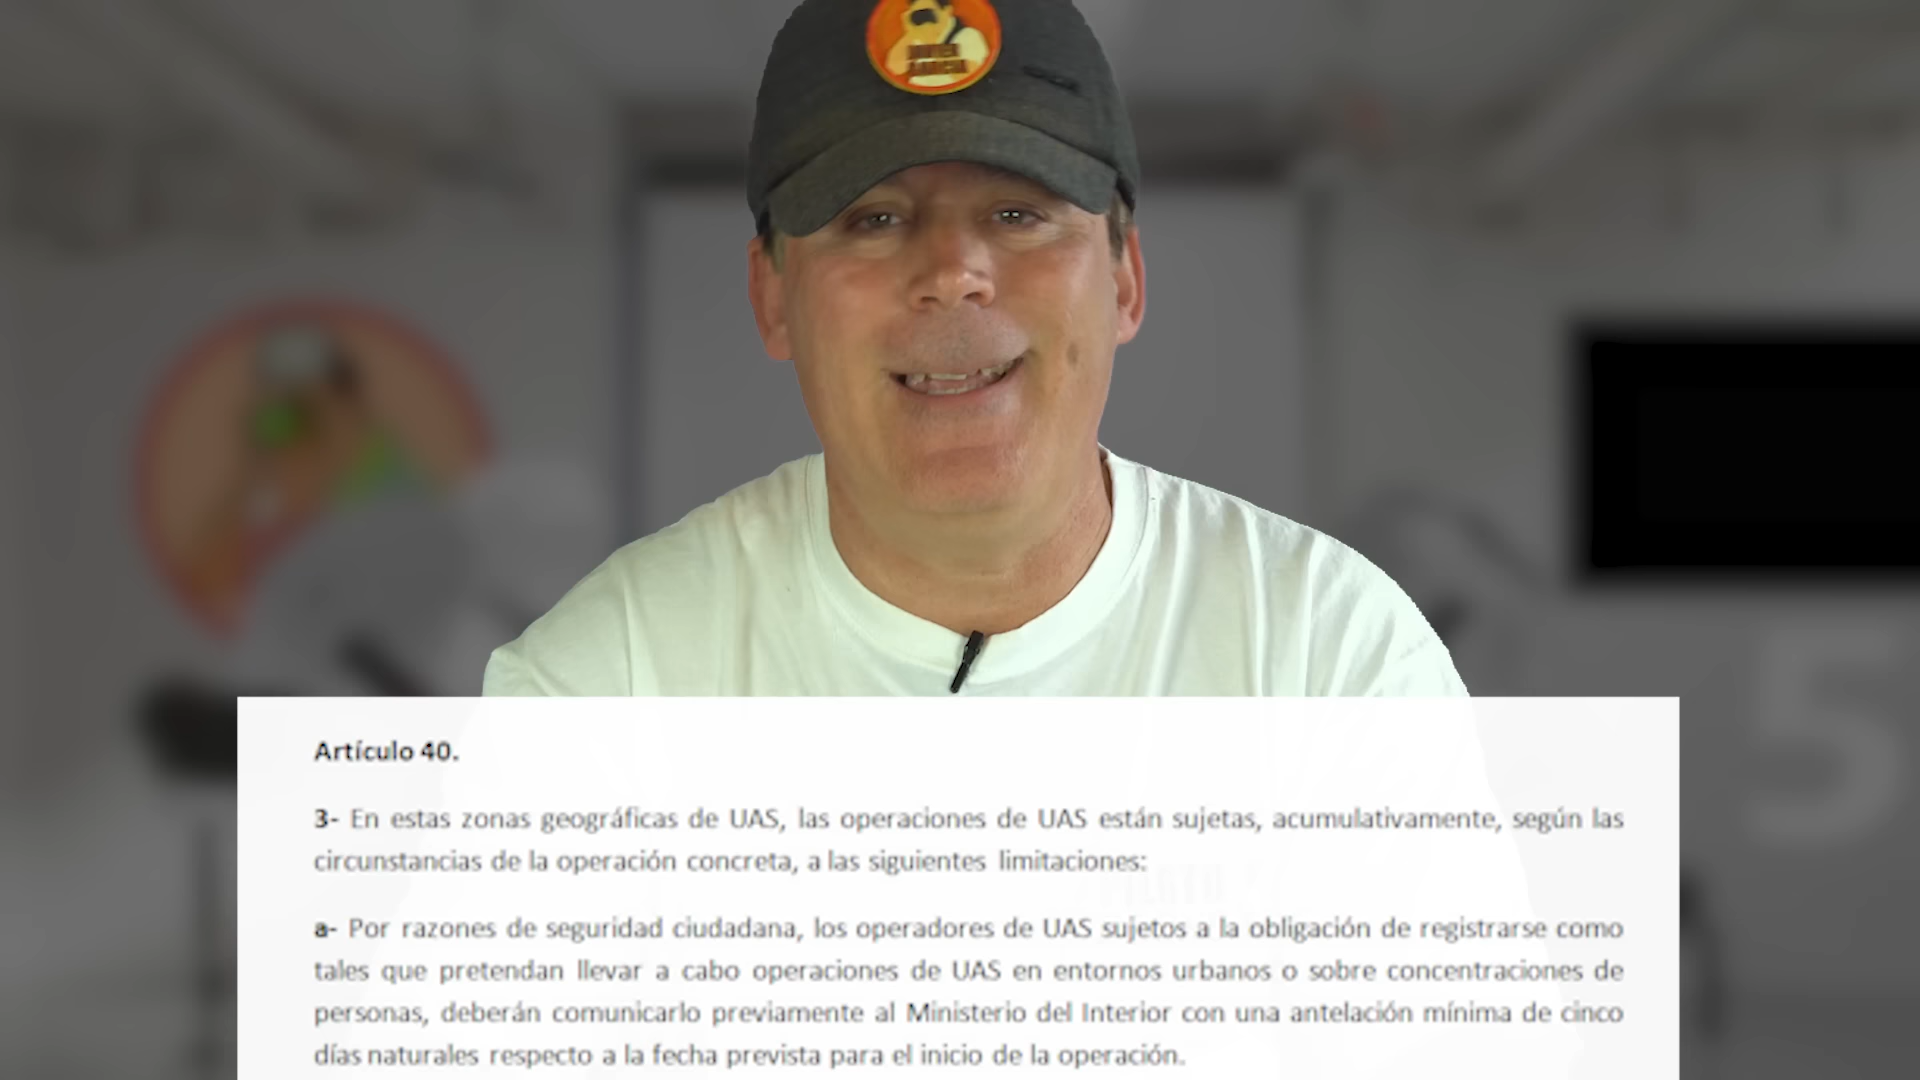 JAVIER
GARCIA
Artículo 40.
3- En estas zonas geográficas de UAS, las operaciones de UAS están sujetas, acumulativamente, según las
circunstancias de la operación concreta, a las siguientes limitaciones:
a- Por razones de seguridad ciudadana, los operadores de UAS sujetos a la obligación de registrarse como
tales que pretendan llevar a cabo operaciones de UAS en entornos urbanos o sobre concentraciones de
personas, deberán comunicarlo previamente al Ministerio del Interior con una antelación mínima de cinco
días naturales respecto a la fecha prevista para el inicio de la operación.
5